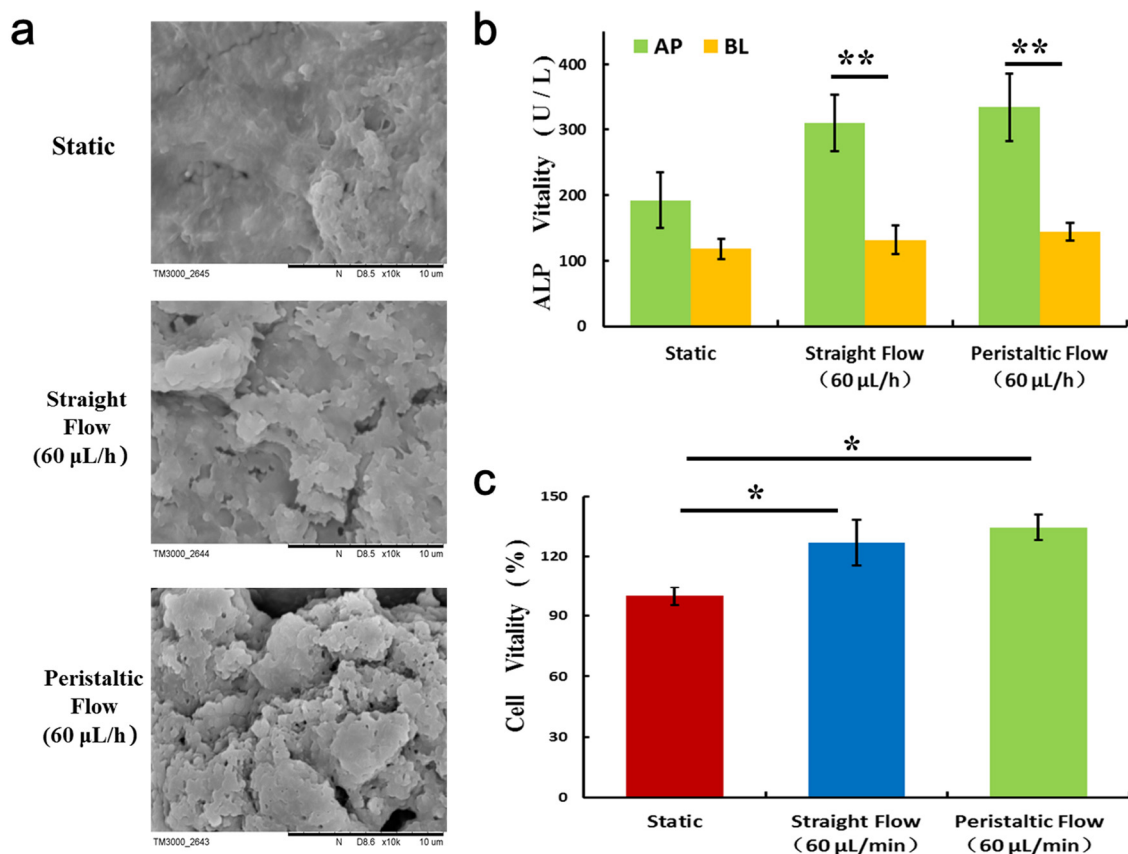 a
Static
TM3000_2645
N D8.5 x10k 10 um
Straight
Flow
(60 µL/h)
TM3000_2644
N D8.5 x10k 10 um
Peristaltic
Flow
(60 µL/h)
TM3000_2643
N D8.6 x10k 10 um
b
AP BL
** **
ALP Vitality (U/L)
400
300
200
100
0
Static
Straight Flow
(60 µL/h)
Peristaltic Flow
(60 µL/h)
c
*
*
Cell Vitality (%)
150
120
90
60
30
0
Static
Straight Flow
(60 µL/min)
Peristaltic Flow
(60 µL/min)